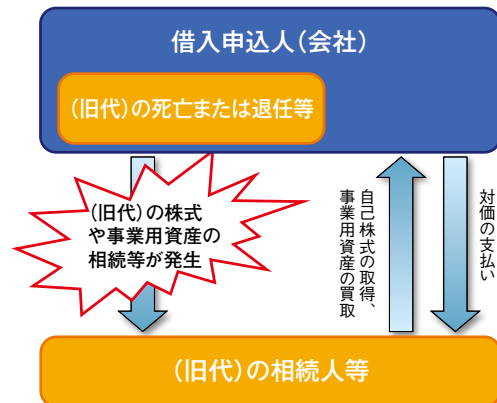 借入申込人（会社）
（旧代）の死亡または退任等
（旧代）の株式
や事業用資産の
相続等が発生
自己株式の取得、
事業用資産の買取
対価の支払い
（旧代）の相続人等